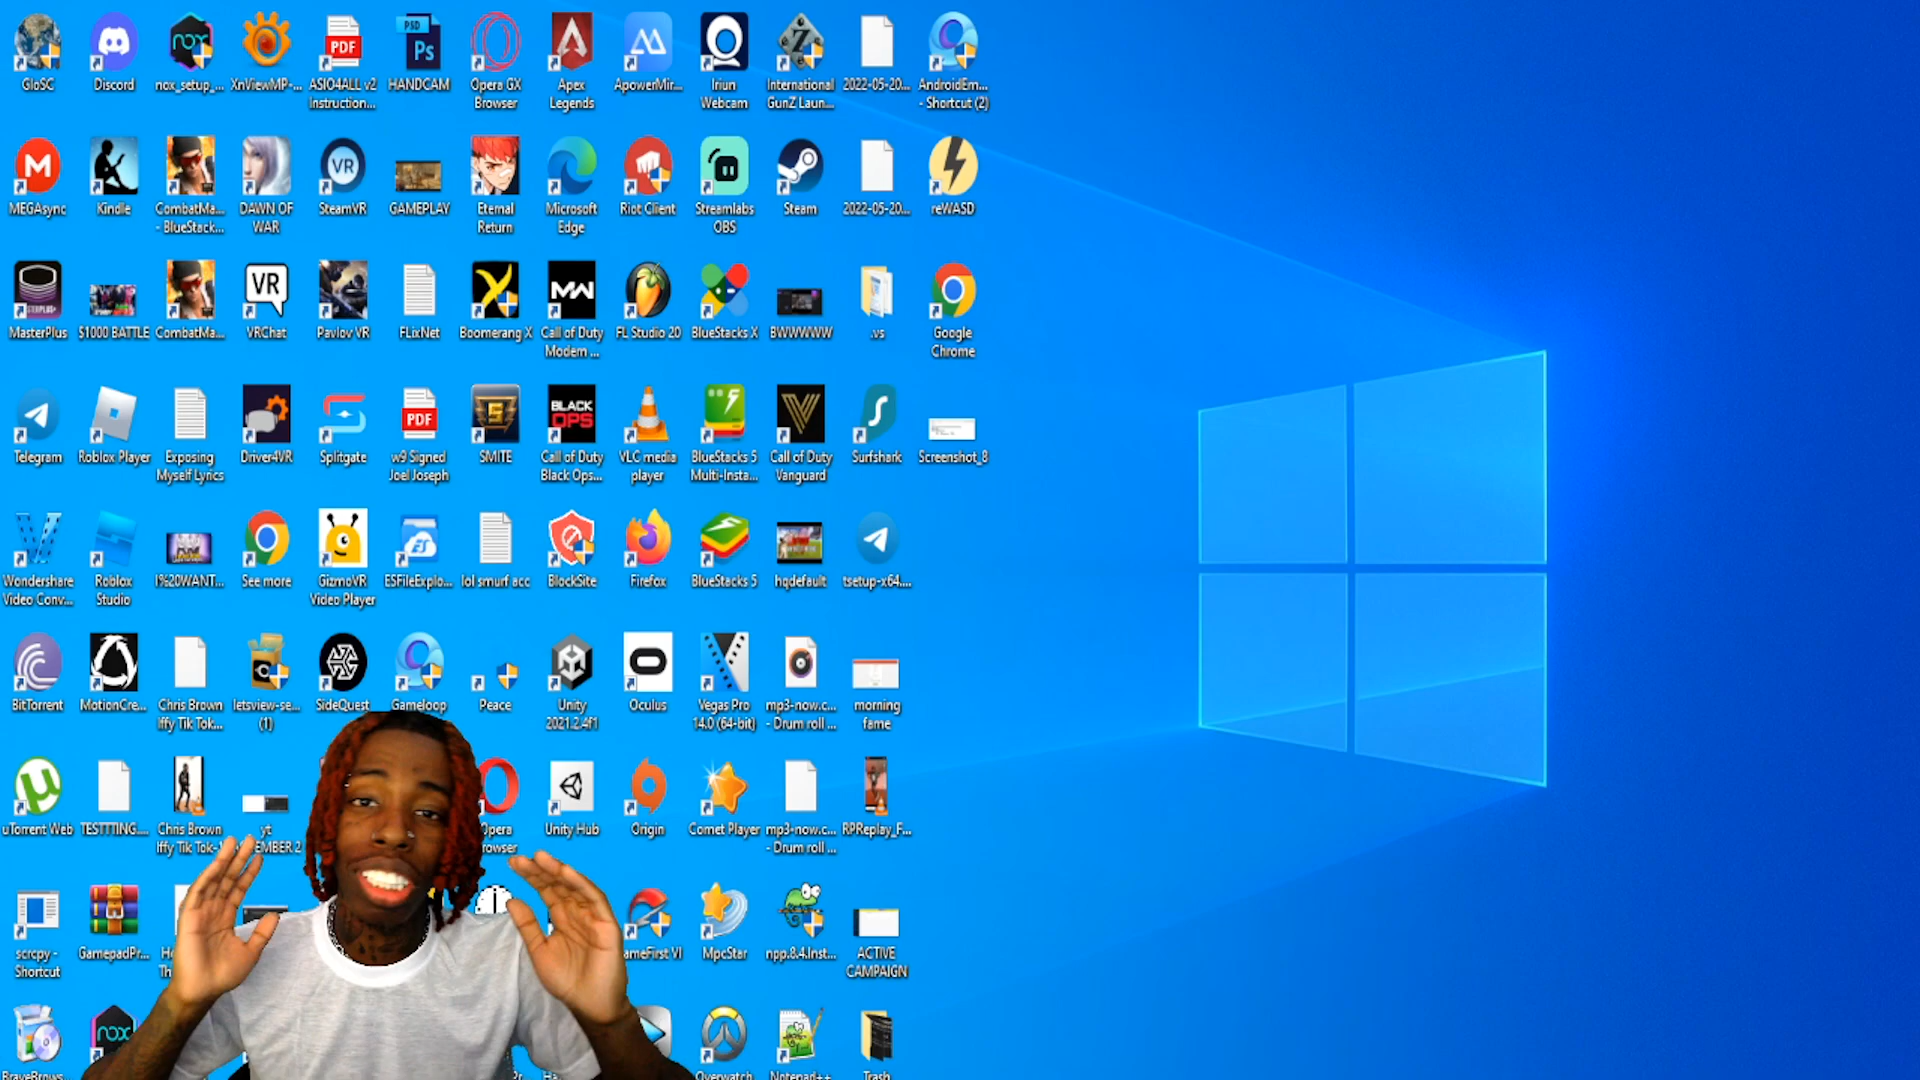 GloSC
Discord
nox_setup_...
XnViewMP-...
ASIO4ALL v2
Instruction...
HANDCAM
Opera GX
Browser
Apex
Legends
ApowerMir...
Iriun
Webcam
International
GunZ Laun...
2022-05-20...
AndroidEm...
- Shortcut (2)
MEGAsync
Kindle
CombatMa...
- BlueStack...
DAWN OF
WAR
SteamVR
GAMEPLAY
Eternal
Return
Microsoft
Edge
Riot Client
Streamlabs
OBS
Steam
2022-05-20...
reWASD
MasterPlus
$1000 BATTLE
CombatMa...
VRChat
Pavlov VR
FLixNet
Boomerang X
Call of Duty
Modern ...
FL Studio 20
BlueStacks X
BWWWWW
.vs
Google
Chrome
Telegram
Roblox Player
Exposing
Myself Lyrics
Driver4VR
Splitgate
w9 Signed
Joel Joseph
SMITE
Call of Duty
Black Ops...
VLC media
player
BlueStacks 5
Multi-Insta...
Call of Duty
Vanguard
Surfshark
Screenshot_8
Wondershare
Video Conv...
Roblox
Studio
I%20WANT...
See more
GizmoVR
Video Player
ESFileExplo...
lol smurf acc
BlockSite
Firefox
BlueStacks 5
hqdefault
tsetup-x64....
BitTorrent
MotionCre...
Chris Brown
Iffy Tik Tok...
letsview-se...
(1)
SideQuest
Gameloop
Peace
Unity
2021.2.4f1
Oculus
Vegas Pro
14.0 (64-bit)
mp3-now.c...
- Drum roll ...
morning
fame
uTorrent Web
TESTTTING....
Chris Brown
Iffy Tik Tok-
yt
EMBER 2
Opera
rowser
Unity Hub
Origin
Comet Player
mp3-now.c...
- Drum roll ...
RPReplay_F...
scrcpy -
Shortcut
GamepadPr...
ameFirst VI
MpcStar
npp.8.4.Inst...
ACTIVE
CAMPAIGN
BraveBrows...
Overwatch
Notepad++
Trash